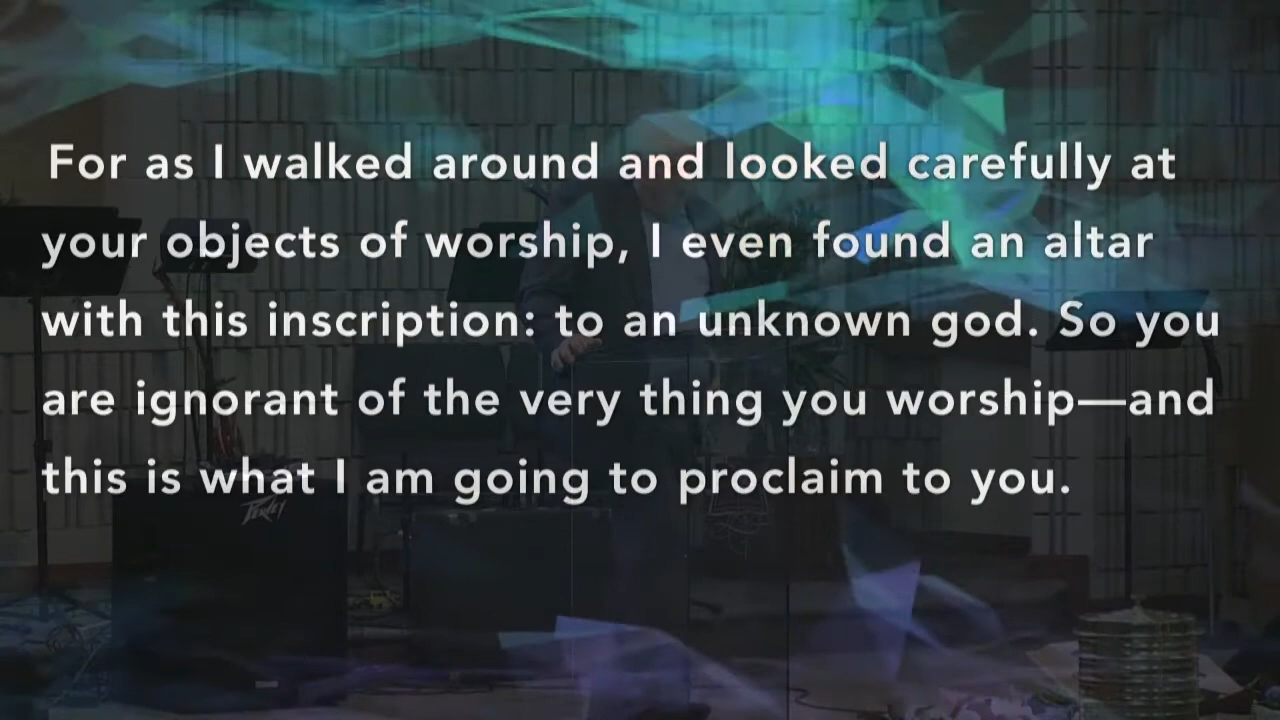 For as I walked around and looked carefully at
your objects of worship, I even found an altar
with this inscription: to an unknown god. So you
are ignorant of the very thing you worship—and
this is what I am going to proclaim to you.
PEAVEY